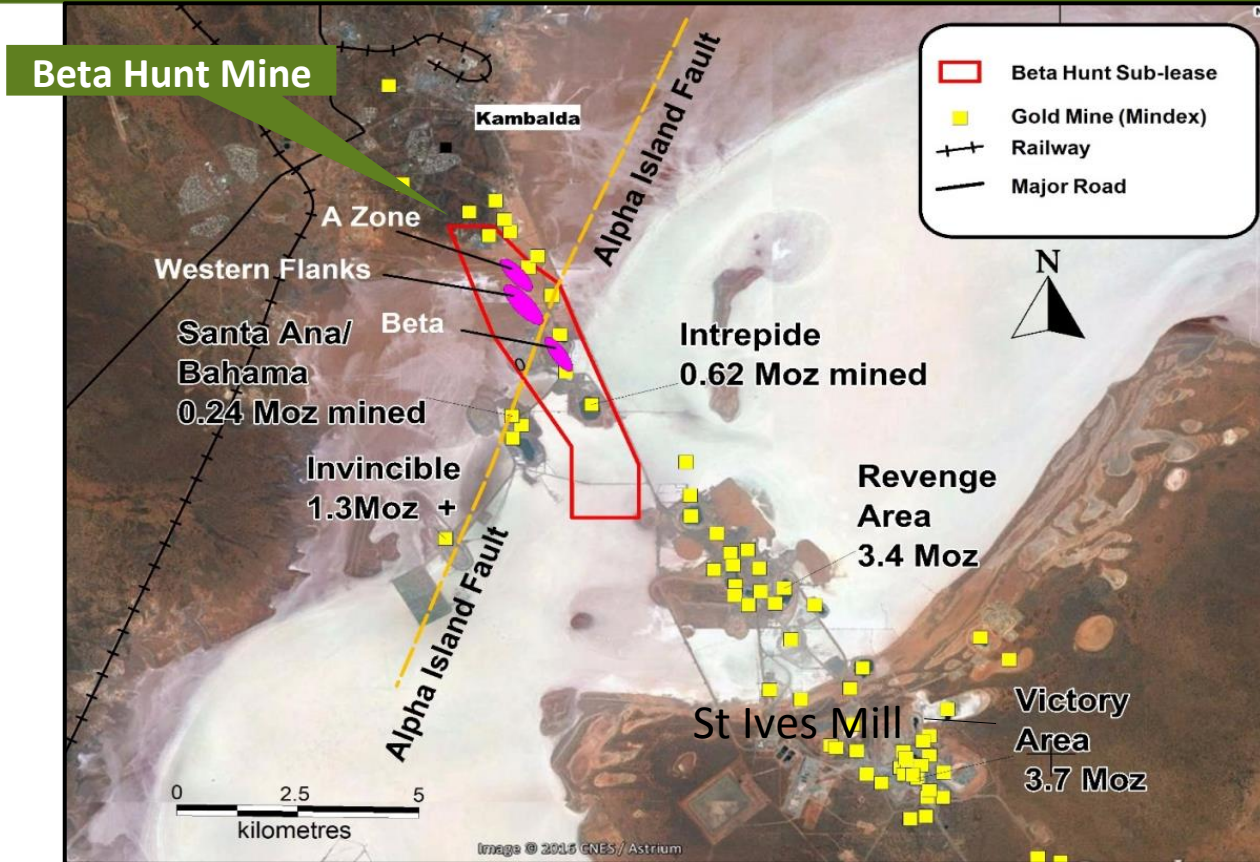 Beta Hunt Mine
Kambalda
Alpha Island Fault
Beta Hunt Sub-lease
Gold Mine (Mindex)
Railway
Major Road
N
A Zone
Western Flanks
Beta
Santa Ana/
Bahama
0.24 Moz mined
Intrepide
0.62 Moz mined
Invincible
1.3Moz +
Revenge
Area
3.4 Moz
Alpha Island Fault
St Ives Mill
Victory
Area
3.7 Moz
0 2.5 5
kilometres
Image © 2016 CNES / Astrium